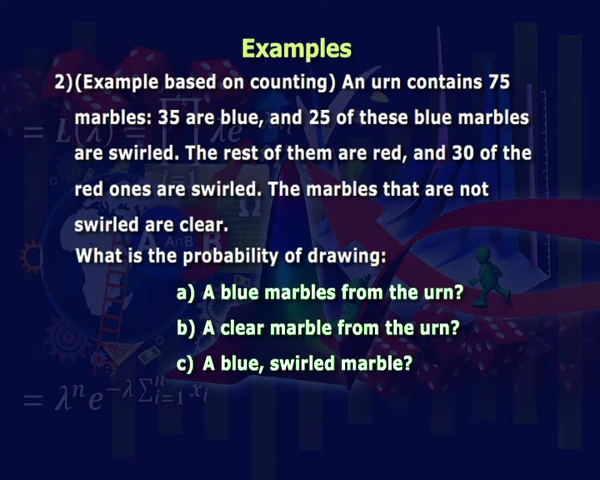 Examples
2)(Example based on counting) An urn contains 75
marbles: 35 are blue, and 25 of these blue marbles
are swirled. The rest of them are red, and 30 of the
red ones are swirled. The marbles that are not
swirled are clear.
What is the probability of drawing:
a) A blue marbles from the urn?
b) A clear marble from the urn?
c) A blue, swirled marble?
= λⁿ e^{-λ∑_{i=1}^{n} x_i}